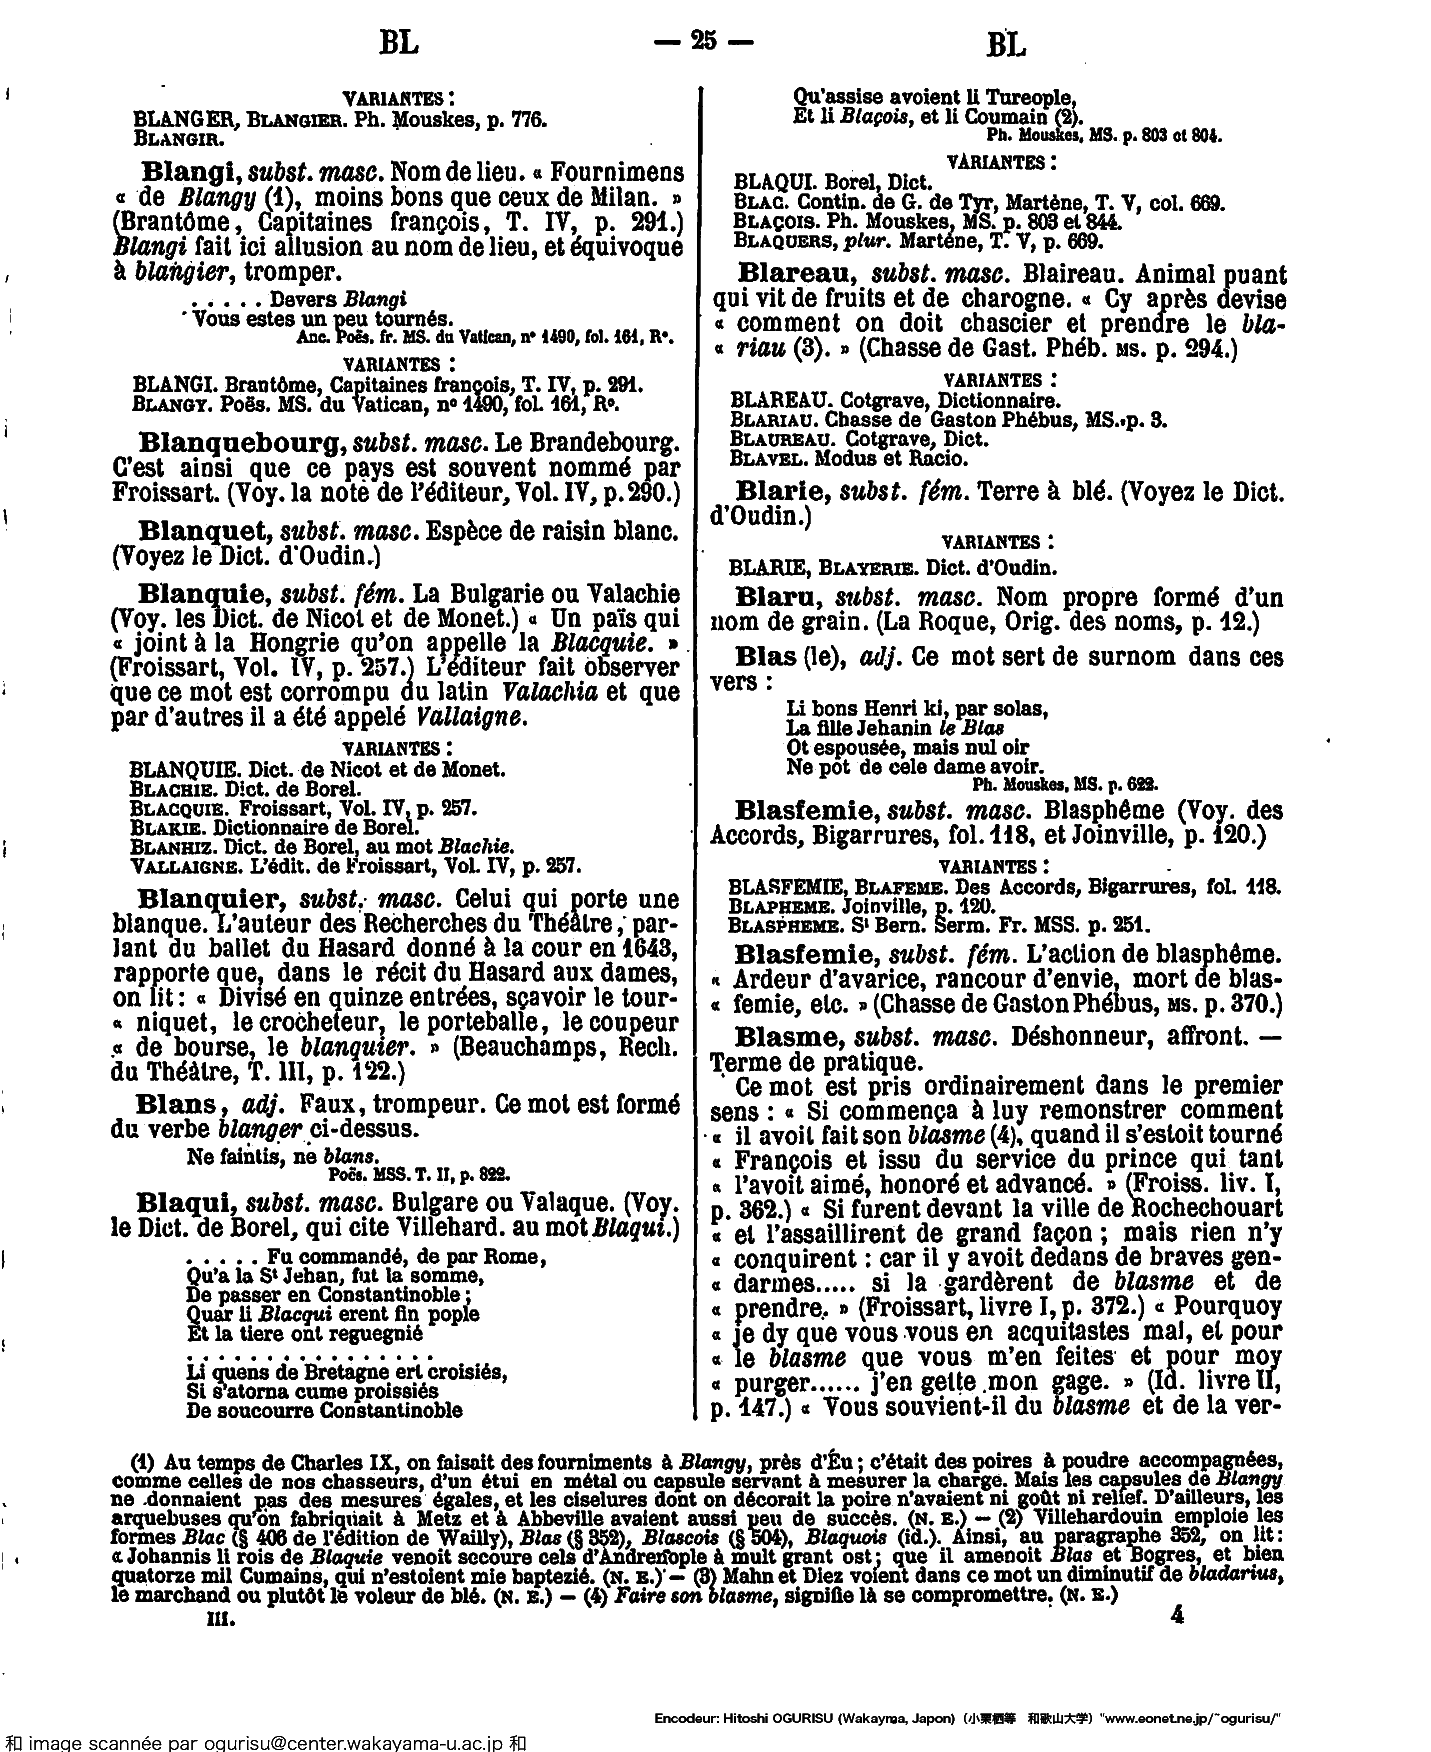 BL — 25 — BL
VARIANTES :
BLANGER, BLANGIER. Ph. Mouskes, p. 776.
BLANGIR.
Blangi, subst. masc. Nom de lieu. « Fournimens
« de Blangy (1), moins bons que ceux de Milan. »
(Brantôme, Capitaines françois, T. IV, p. 291.)
Blangi fait ici allusion au nom de lieu, et équivoque
à blangier, tromper.
. . . . . Devers Blangi
Vous estes un peu tournés.
Anc. Poës. fr. MS. du Vatican, n° 1490, fol. 161, R°.
VARIANTES :
BLANGI. Brantôme, Capitaines françois, T. IV, p. 291.
BLANGY. Poës. MS. du Vatican, n° 1490, fol. 161, R°.
Blanquebourg, subst. masc. Le Brandebourg.
C'est ainsi que ce pays est souvent nommé par
Froissart. (Voy. la note de l'éditeur, Vol. IV, p. 290.)
Blanquet, subst. masc. Espèce de raisin blanc.
(Voyez le Dict. d'Oudin.)
Blanquie, subst. fém. La Bulgarie ou Valachie
(Voy. les Dict. de Nicot et de Monet.) « Un païs qui
« joint à la Hongrie qu'on appelle la Blacquie. »
(Froissart, Vol. IV, p. 257.) L'éditeur fait observer
que ce mot est corrompu du latin Valachia et que
par d'autres il a été appelé Vallaigne.
VARIANTES :
BLANQUIE. Dict. de Nicot et de Monet.
BLACHIE. Dict. de Borel.
BLACQUIE. Froissart, Vol. IV, p. 257.
BLAKIE. Dictionnaire de Borel.
BLANHIZ. Dict. de Borel, au mot Blachie.
VALLAIGNE. L'édit. de Froissart, Vol. IV, p. 257.
Blanquier, subst. masc. Celui qui porte une
blanque. L'auteur des Recherches du Théâtre, par-
lant du ballet du Hasard donné à la cour en 1643,
rapporte que, dans le récit du Hasard aux dames,
on lit : « Divisé en quinze entrées, sçavoir le tour-
« niquet, le crocheteur, le porteballe, le coupeur
« de bourse, le blanquier. » (Beauchamps, Rech.
du Théâtre, T. III, p. 122.)
Blans, adj. Faux, trompeur. Ce mot est formé
du verbe blanger ci-dessus.
Ne faintis, ne blans.
Poës. MSS. T. II, p. 822.
Blaqui, subst. masc. Bulgare ou Valaque. (Voy.
le Dict. de Borel, qui cite Villehard. au mot Blaqui.)
. . . . . Fu commandé, de par Rome,
Qu'a la St Jehan, fut la somme,
De passer en Constantinoble ;
Quar li Blacqui erent fin pople
Et la tiere ont reguegnié
. . . . . . . . . . . . . . . .
Li quens de Bretagne ert croisiés,
Si s'atorna cume proissiés
De soucourre Constantinoble
Qu'assise avoient li Tureople,
Et li Blaçois, et li Coumain (2).
Ph. Mouskes, MS. p. 803 et 804.
VARIANTES :
BLAQUI. Borel, Dict.
BLAC. Contin. de G. de Tyr, Martène, T. V, col. 669.
BLAÇOIS. Ph. Mouskes, MS. p. 803 et 844.
BLAQUERS, plur. Martène, T. V, p. 669.
Blareau, subst. masc. Blaireau. Animal puant
qui vit de fruits et de charogne. « Cy après devise
« comment on doit chascier et prendre le bla-
« riau (3). » (Chasse de Gast. Phéb. MS. p. 294.)
VARIANTES :
BLAREAU. Cotgrave, Dictionnaire.
BLARIAU. Chasse de Gaston Phébus, MS. p. 3.
BLAUREAU. Cotgrave, Dict.
BLAVEL. Modus et Racio.
Blarie, subst. fém. Terre à blé. (Voyez le Dict.
d'Oudin.)
VARIANTES :
BLARIE, BLAYERIE. Dict. d'Oudin.
Blaru, subst. masc. Nom propre formé d'un
nom de grain. (La Roque, Orig. des noms, p. 12.)
Blas (le), adj. Ce mot sert de surnom dans ces
vers :
Li bons Henri ki, par solas,
La fille Jehanin le Blas
Ot espousée, mais nul oir
Ne pot de cele dame avoir.
Ph. Mouskes, MS. p. 622.
Blasfemie, subst. masc. Blasphême (Voy. des
Accords, Bigarrures, fol. 118, et Joinville, p. 120.)
VARIANTES :
BLASFEMIE, BLAFEME. Des Accords, Bigarrures, fol. 118.
BLAPHEME. Joinville, p. 120.
BLASPHEME. St Bern. Serm. Fr. MSS. p. 251.
Blasfemie, subst. fém. L'action de blasphême.
« Ardeur d'avarice, rancour d'envie, mort de blas-
« femie, etc. » (Chasse de Gaston Phébus, MS. p. 370.)
Blasme, subst. masc. Déshonneur, affront. —
Terme de pratique.
Ce mot est pris ordinairement dans le premier
sens : « Si commença à luy remonstrer comment
« il avoit fait son blasme (4), quand il s'estoit tourné
« François et issu du service du prince qui tant
« l'avoit aimé, honoré et advancé. » (Froiss. liv. I,
p. 362.) « Si furent devant la ville de Rochechouart
« et l'assaillirent de grand façon ; mais rien n'y
« conquirent : car il y avoit dedans de braves gen-
« darmes..... si la gardèrent de blasme et de
« prendre. » (Froissart, livre I, p. 372.) « Pourquoy
« je dy que vous vous en acquitastes mal, et pour
« le blasme que vous m'en feites et pour moy
« purger...... j'en gette mon gage. » (Id. livre II,
p. 147.) « Vous souvient-il du blasme et de la ver-
(1) Au temps de Charles IX, on faisait des fourniments à Blangy, près d'Eu ; c'était des poires à poudre accompagnées,
comme celles de nos chasseurs, d'un étui en métal ou capsule servant à mesurer la charge. Mais les capsules de Blangy
ne donnaient pas des mesures égales, et les ciselures dont on décorait la poire n'avaient ni goût ni relief. D'ailleurs, les
arquebuses qu'on fabriquait à Metz et à Abbeville avaient aussi peu de succès. (N. E.) — (2) Villehardouin emploie les
formes Blac (§ 406 de l'édition de Wailly), Blas (§ 352), Blascois (§ 504), Blaquois (id.). Ainsi, au paragraphe 352, on lit :
« Johannis li rois de Blaquie venoit secoure cels d'Andrenople à mult grant ost ; que il amenoit Blas et Bogres, et bien
quatorze mil Cumains, qui n'estoient mie baptezié. (N. E.) — (3) Mahn et Diez voient dans ce mot un diminutif de bladarius,
le marchand ou plutôt le voleur de blé. (N. E.) — (4) Faire son blasme, signifie là se compromettre. (N. E.)
III. 4
Encodeur: Hitoshi OGURISU (Wakayma, Japon) (小栗栖等 和歌山大学) "www.eonet.ne.jp/~ogurisu/"
和 image scannée par ogurisu@center.wakayama-u.ac.jp 和